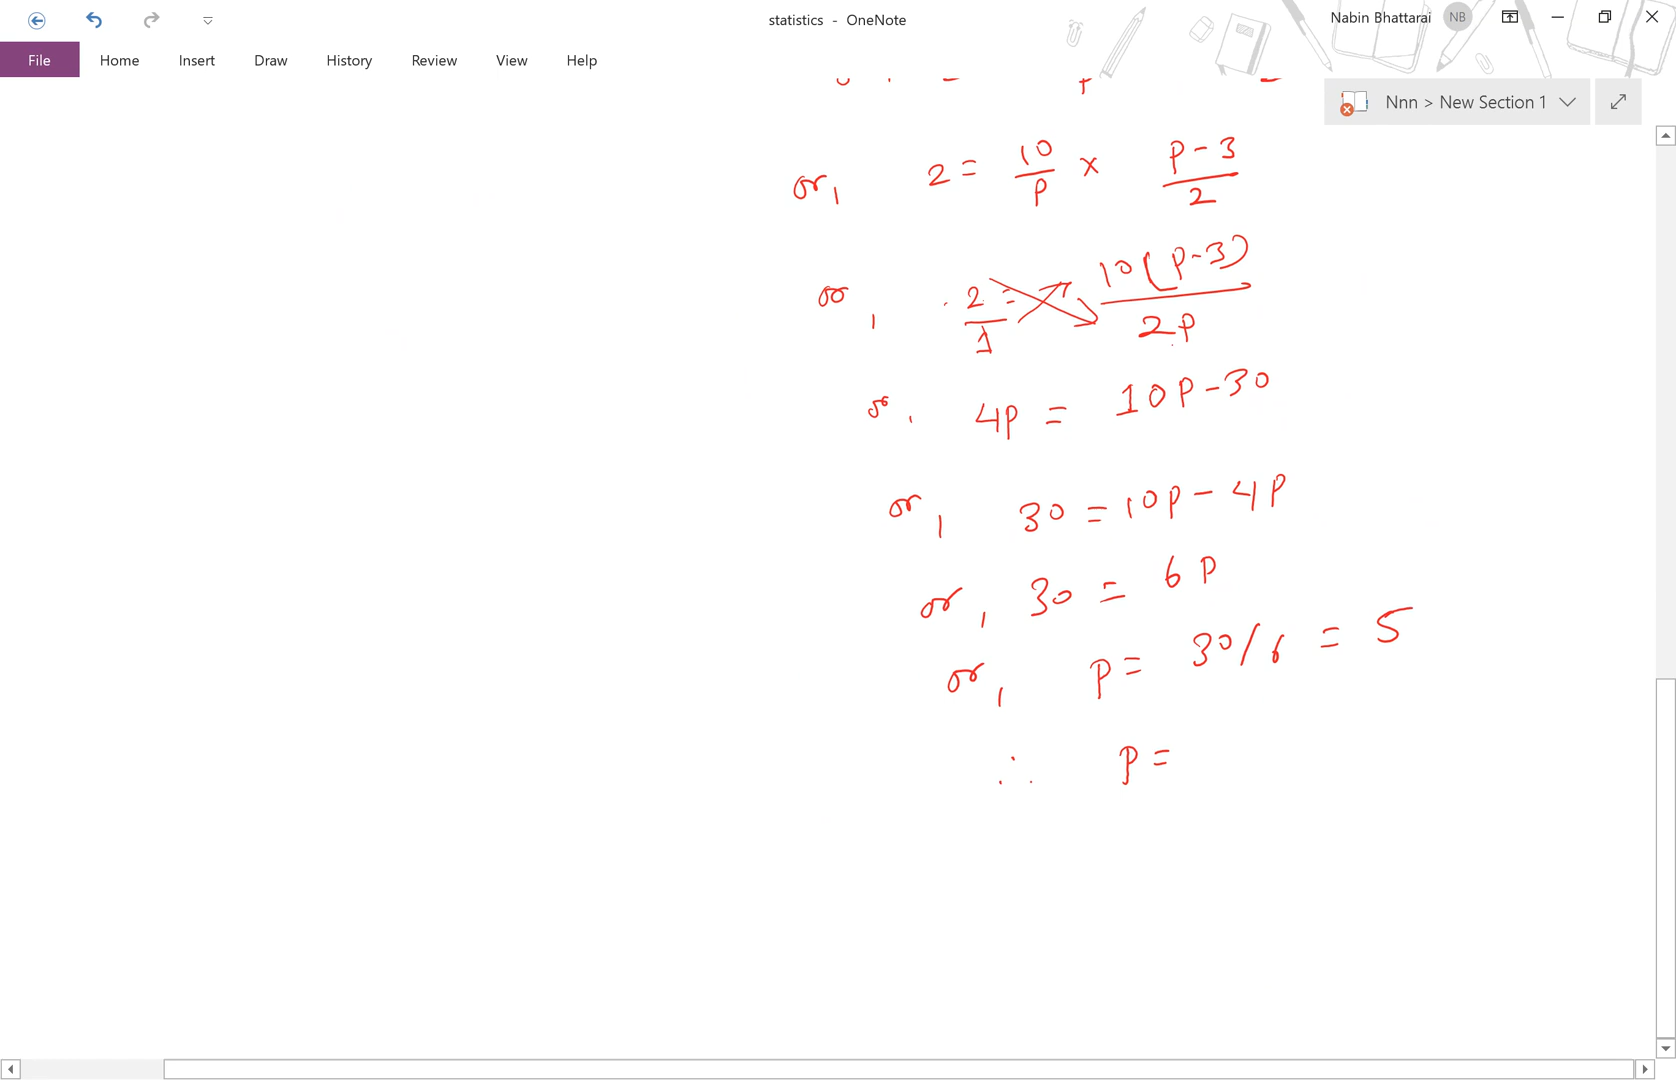 statistics - OneNote
Nabin Bhattarai NB
File Home Insert Draw History Review View Help
Nnn > New Section 1
or, 2 = 10/P × P-3/2
or, 2/1 = 10(P-3)/2P
or, 4P = 10P-30
or, 30 = 10P - 4P
or, 30 = 6P
or, P = 30/6 = 5
∴ P =